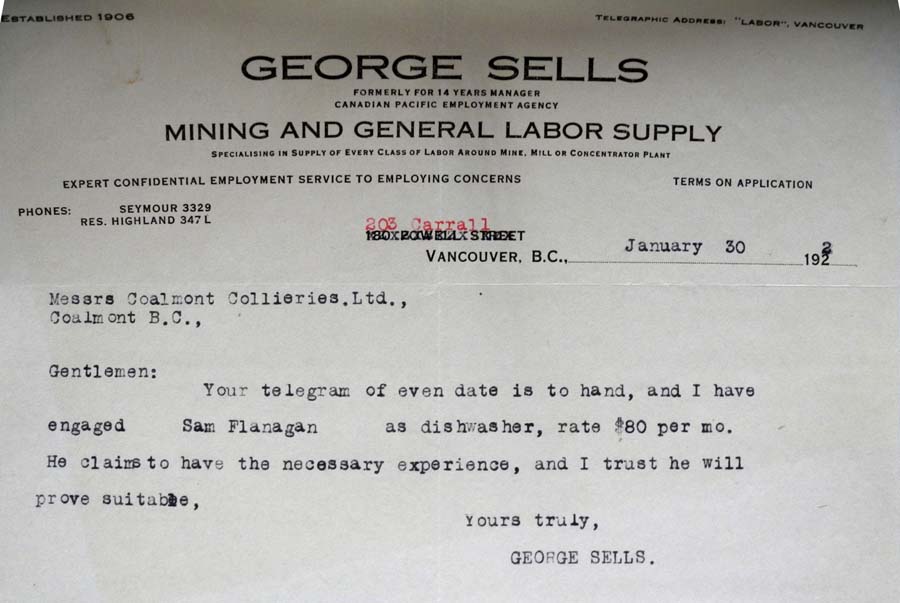 ESTABLISHED 1906
TELEGRAPHIC ADDRESS: "LABOR", VANCOUVER
GEORGE SELLS
FORMERLY FOR 14 YEARS MANAGER
CANADIAN PACIFIC EMPLOYMENT AGENCY
MINING AND GENERAL LABOR SUPPLY
SPECIALISING IN SUPPLY OF EVERY CLASS OF LABOR AROUND MINE, MILL OR CONCENTRATOR PLANT
EXPERT CONFIDENTIAL EMPLOYMENT SERVICE TO EMPLOYING CONCERNS
TERMS ON APPLICATION
PHONES: SEYMOUR 3329
RES. HIGHLAND 347 L
203 Carrall
180 POWELL STREET
VANCOUVER, B.C., January 30 1922
Messrs Coalmont Collieries.Ltd.,
Coalmont B.C.,
Gentlemen:
Your telegram of even date is to hand, and I have
engaged Sam Flanagan as dishwasher, rate $80 per mo.
He claims to have the necessary experience, and I trust he will
prove suitable,
Yours truly,
GEORGE SELLS.